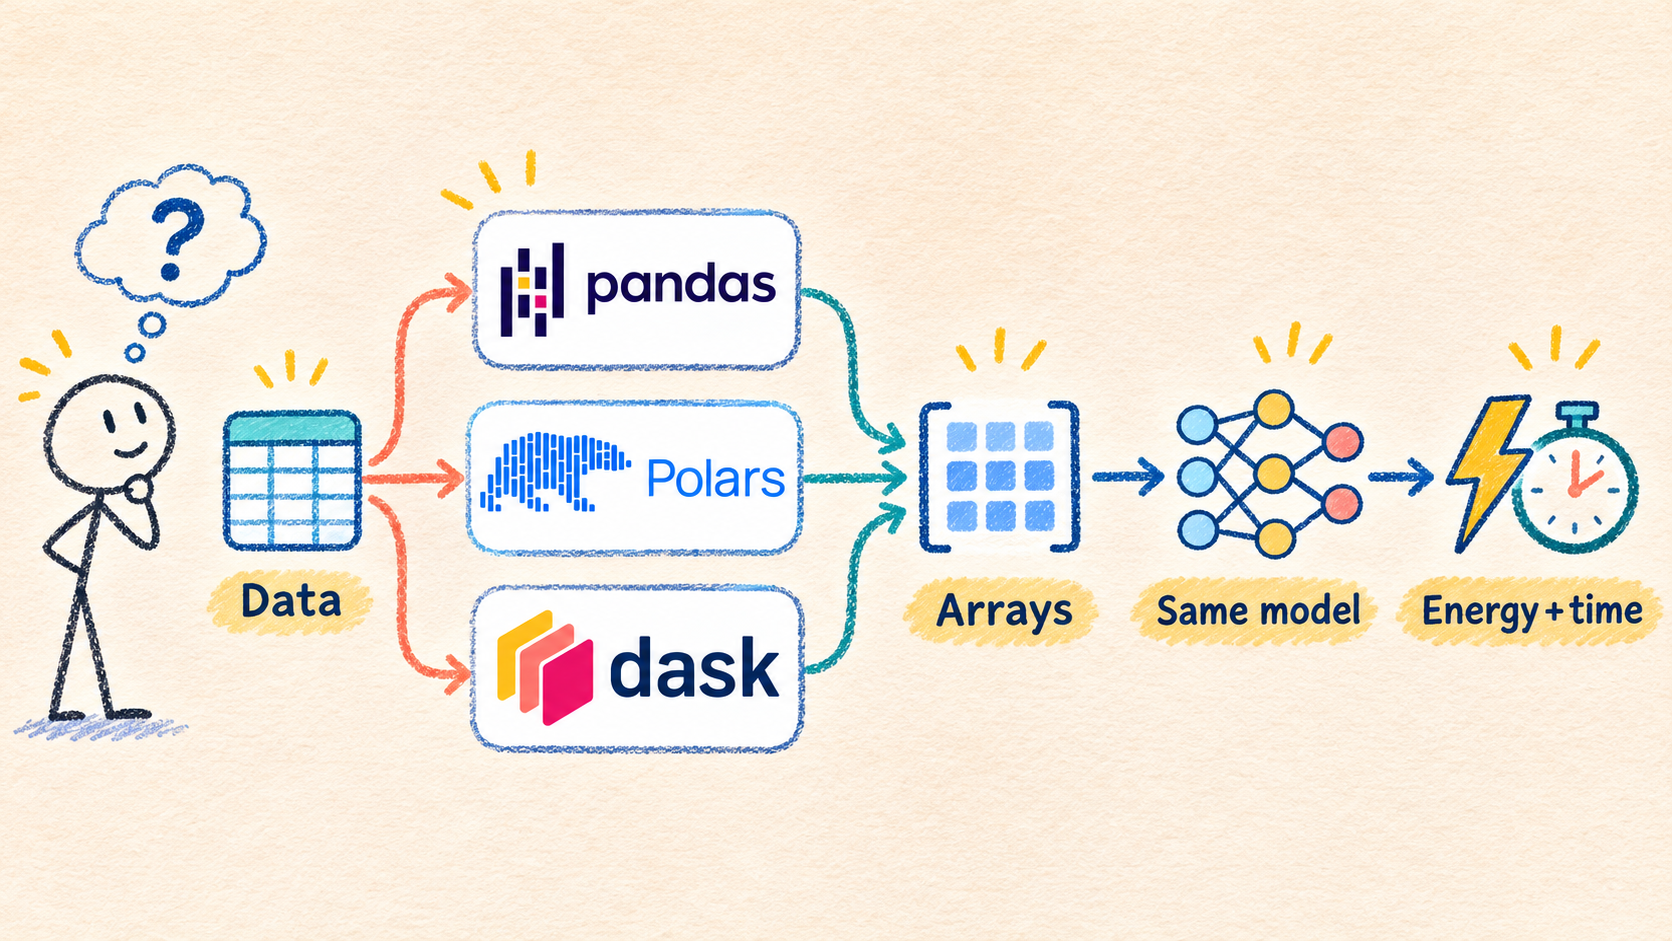 ?
pandas
Polars
dask
Data
Arrays
Same model
Energy + time